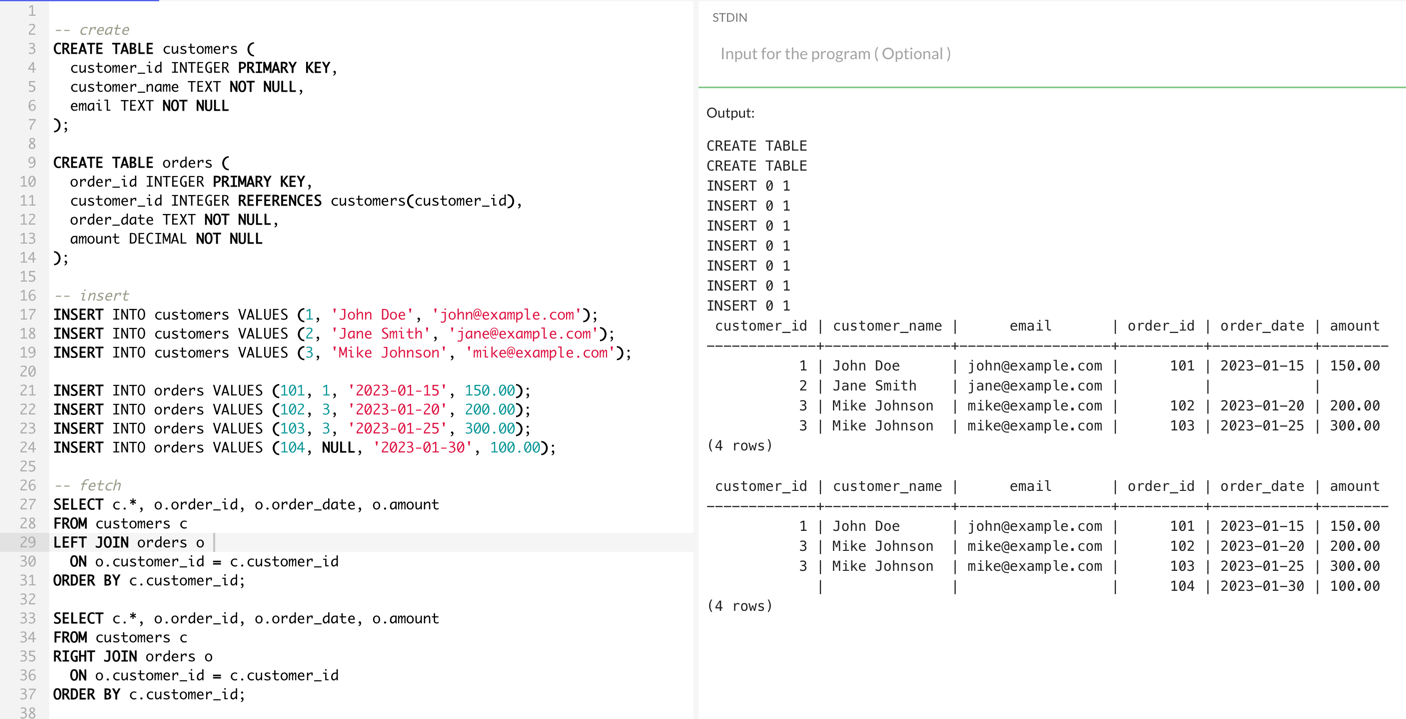 1
2 -- create
3 CREATE TABLE customers (
4   customer_id INTEGER PRIMARY KEY,
5   customer_name TEXT NOT NULL,
6   email TEXT NOT NULL
7 );
8
9 CREATE TABLE orders (
10   order_id INTEGER PRIMARY KEY,
11   customer_id INTEGER REFERENCES customers(customer_id),
12   order_date TEXT NOT NULL,
13   amount DECIMAL NOT NULL
14 );
15
16 -- insert
17 INSERT INTO customers VALUES (1, 'John Doe', 'john@example.com');
18 INSERT INTO customers VALUES (2, 'Jane Smith', 'jane@example.com');
19 INSERT INTO customers VALUES (3, 'Mike Johnson', 'mike@example.com');
20
21 INSERT INTO orders VALUES (101, 1, '2023-01-15', 150.00);
22 INSERT INTO orders VALUES (102, 3, '2023-01-20', 200.00);
23 INSERT INTO orders VALUES (103, 3, '2023-01-25', 300.00);
24 INSERT INTO orders VALUES (104, NULL, '2023-01-30', 100.00);
25
26 -- fetch
27 SELECT c.*, o.order_id, o.order_date, o.amount
28 FROM customers c
29 LEFT JOIN orders o
30   ON o.customer_id = c.customer_id
31 ORDER BY c.customer_id;
32
33 SELECT c.*, o.order_id, o.order_date, o.amount
34 FROM customers c
35 RIGHT JOIN orders o
36   ON o.customer_id = c.customer_id
37 ORDER BY c.customer_id;
38
STDIN
Input for the program ( Optional )
Output:
CREATE TABLE
CREATE TABLE
INSERT 0 1
INSERT 0 1
INSERT 0 1
INSERT 0 1
INSERT 0 1
INSERT 0 1
INSERT 0 1
 customer_id | customer_name |      email       | order_id | order_date | amount
-------------+---------------+------------------+----------+------------+--------
           1 | John Doe      | john@example.com |      101 | 2023-01-15 | 150.00
           2 | Jane Smith    | jane@example.com |          |            |
           3 | Mike Johnson  | mike@example.com |      102 | 2023-01-20 | 200.00
           3 | Mike Johnson  | mike@example.com |      103 | 2023-01-25 | 300.00
(4 rows)
 customer_id | customer_name |      email       | order_id | order_date | amount
-------------+---------------+------------------+----------+------------+--------
           1 | John Doe      | john@example.com |      101 | 2023-01-15 | 150.00
           3 | Mike Johnson  | mike@example.com |      102 | 2023-01-20 | 200.00
           3 | Mike Johnson  | mike@example.com |      103 | 2023-01-25 | 300.00
             |               |                  |      104 | 2023-01-30 | 100.00
(4 rows)